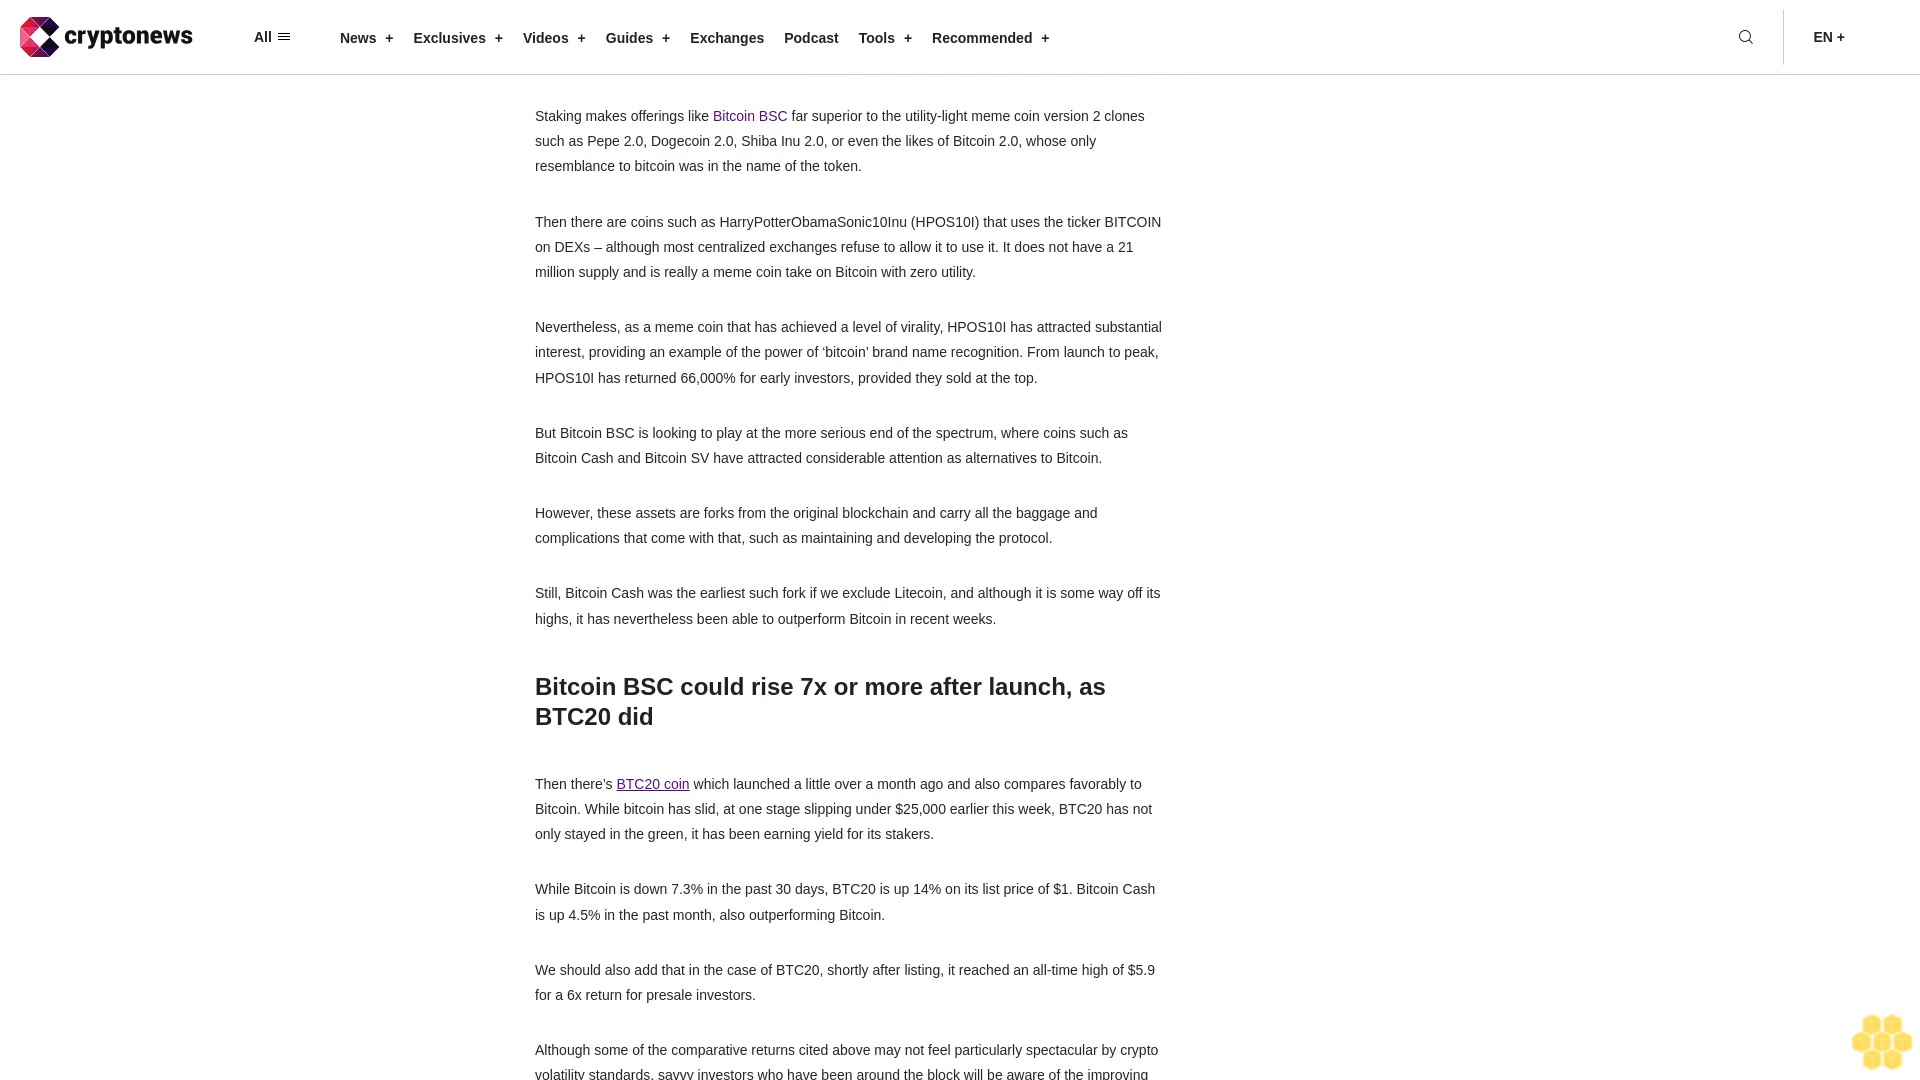 cryptonews
All
News +
Exclusives +
Videos +
Guides +
Exchanges
Podcast
Tools +
Recommended +
EN +
Staking makes offerings like Bitcoin BSC far superior to the utility-light meme coin version 2 clones
such as Pepe 2.0, Dogecoin 2.0, Shiba Inu 2.0, or even the likes of Bitcoin 2.0, whose only
resemblance to bitcoin was in the name of the token.
Then there are coins such as HarryPotterObamaSonic10Inu (HPOS10I) that uses the ticker BITCOIN
on DEXs – although most centralized exchanges refuse to allow it to use it. It does not have a 21
million supply and is really a meme coin take on Bitcoin with zero utility.
Nevertheless, as a meme coin that has achieved a level of virality, HPOS10I has attracted substantial
interest, providing an example of the power of ‘bitcoin’ brand name recognition. From launch to peak,
HPOS10I has returned 66,000% for early investors, provided they sold at the top.
But Bitcoin BSC is looking to play at the more serious end of the spectrum, where coins such as
Bitcoin Cash and Bitcoin SV have attracted considerable attention as alternatives to Bitcoin.
However, these assets are forks from the original blockchain and carry all the baggage and
complications that come with that, such as maintaining and developing the protocol.
Still, Bitcoin Cash was the earliest such fork if we exclude Litecoin, and although it is some way off its
highs, it has nevertheless been able to outperform Bitcoin in recent weeks.
Bitcoin BSC could rise 7x or more after launch, as
BTC20 did
Then there’s BTC20 coin which launched a little over a month ago and also compares favorably to
Bitcoin. While bitcoin has slid, at one stage slipping under $25,000 earlier this week, BTC20 has not
only stayed in the green, it has been earning yield for its stakers.
While Bitcoin is down 7.3% in the past 30 days, BTC20 is up 14% on its list price of $1. Bitcoin Cash
is up 4.5% in the past month, also outperforming Bitcoin.
We should also add that in the case of BTC20, shortly after listing, it reached an all-time high of $5.9
for a 6x return for presale investors.
Although some of the comparative returns cited above may not feel particularly spectacular by crypto
volatility standards, savvy investors who have been around the block will be aware of the improving